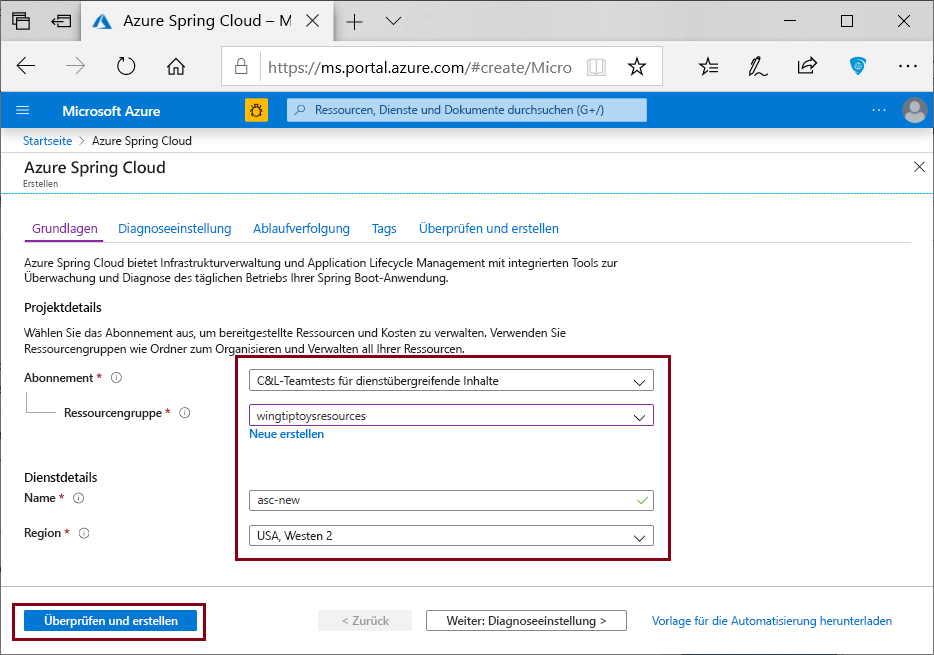 Azure Spring Cloud – M
https://ms.portal.azure.com/#create/Micro
Microsoft Azure
Ressourcen, Dienste und Dokumente durchsuchen (G+/)
Startseite > Azure Spring Cloud
Azure Spring Cloud
Erstellen
Grundlagen Diagnoseeinstellung Ablaufverfolgung Tags Überprüfen und erstellen
Azure Spring Cloud bietet Infrastrukturverwaltung und Application Lifecycle Management mit integrierten Tools zur
Überwachung und Diagnose des täglichen Betriebs Ihrer Spring Boot-Anwendung.
Projektdetails
Wählen Sie das Abonnement aus, um bereitgestellte Ressourcen und Kosten zu verwalten. Verwenden Sie
Ressourcengruppen wie Ordner zum Organisieren und Verwalten all Ihrer Ressourcen.
Abonnement * C&L-Teamtests für dienstübergreifende Inhalte
Ressourcengruppe * wingtiptoysresources
Neue erstellen
Dienstdetails
Name * asc-new
Region * USA, Westen 2
Überprüfen und erstellen < Zurück Weiter: Diagnoseeinstellung > Vorlage für die Automatisierung herunterladen